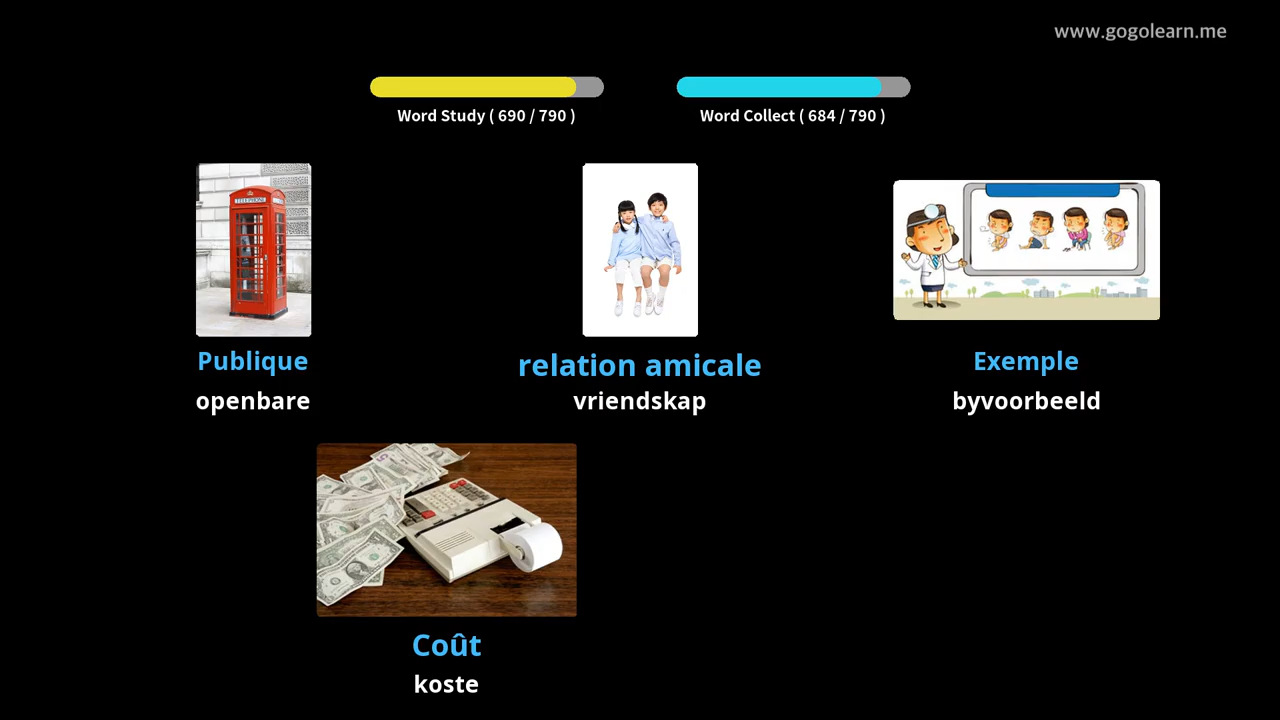 www.gogolearn.me
Word Study ( 690 / 790 )
Word Collect ( 684 / 790 )
TELEPHONE
Publique
relation amicale
Exemple
openbare
vriendskap
byvoorbeeld
Coût
koste